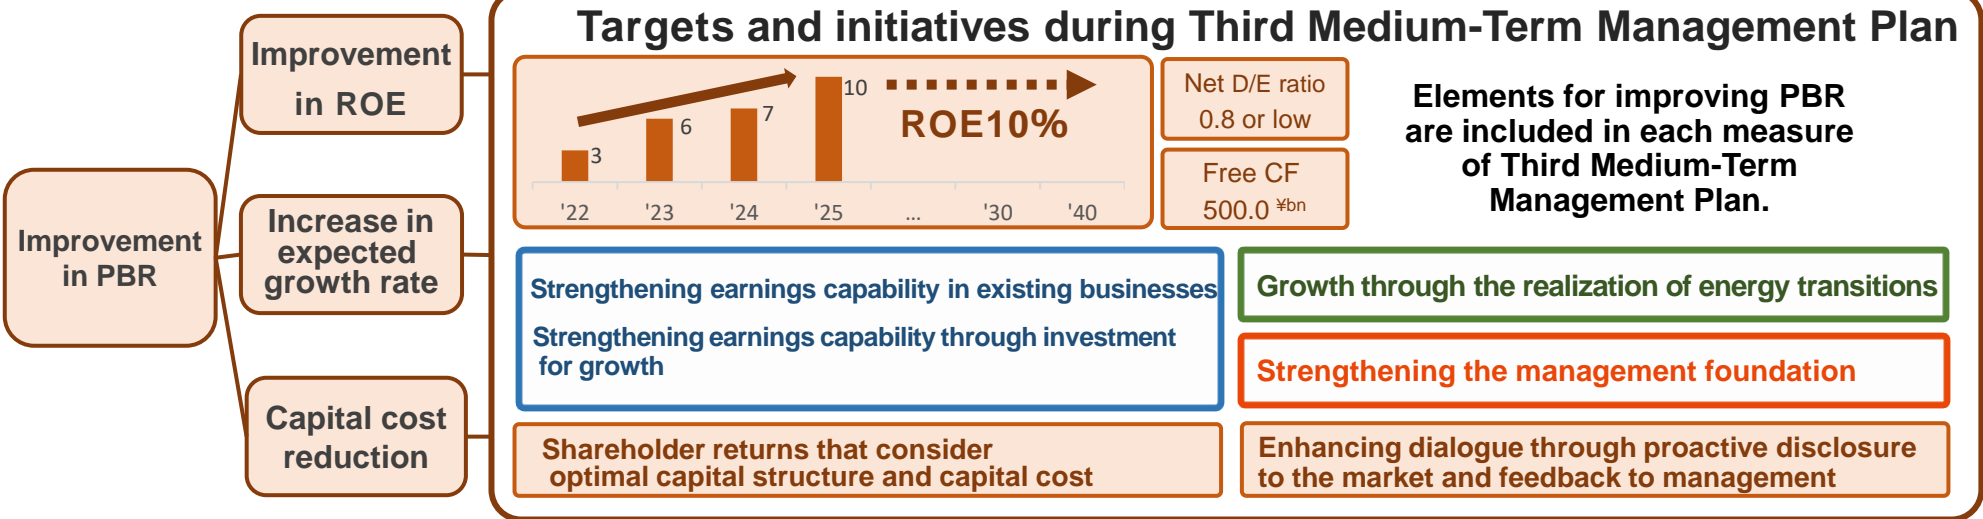 Targets and initiatives during Third Medium-Term Management Plan
Improvement
in PBR
Improvement
in ROE
Increase in
expected
growth rate
Capital cost
reduction
3
6
7
10
ROE10%
'22
'23
'24
'25
...
'30
'40
Net D/E ratio
0.8 or low
Free CF
500.0 ¥bn
Elements for improving PBR
are included in each measure
of Third Medium-Term
Management Plan.
Strengthening earnings capability in existing businesses
Strengthening earnings capability through investment
for growth
Growth through the realization of energy transitions
Strengthening the management foundation
Shareholder returns that consider
optimal capital structure and capital cost
Enhancing dialogue through proactive disclosure
to the market and feedback to management